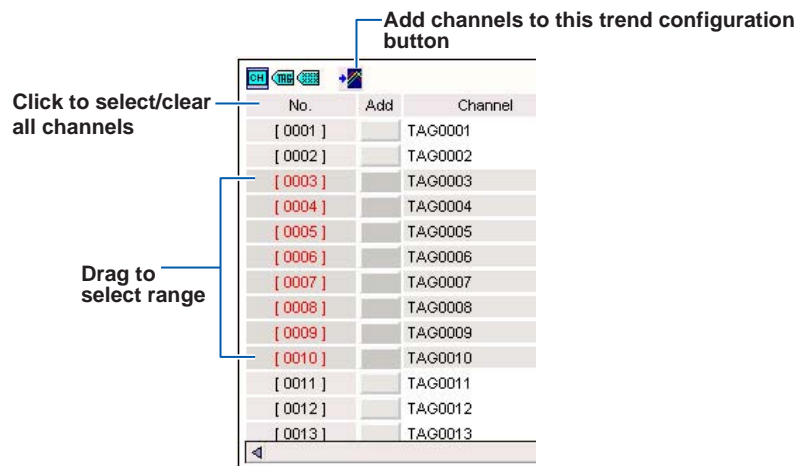 Add channels to this trend configuration
button
CH TAG
Click to select/clear
all channels
No. Add Channel
[ 0001 ] TAG0001
[ 0002 ] TAG0002
[ 0003 ] TAG0003
[ 0004 ] TAG0004
[ 0005 ] TAG0005
[ 0006 ] TAG0006
Drag to
select range
[ 0007 ] TAG0007
[ 0008 ] TAG0008
[ 0009 ] TAG0009
[ 0010 ] TAG0010
[ 0011 ] TAG0011
[ 0012 ] TAG0012
[ 0013 ] TAG0013